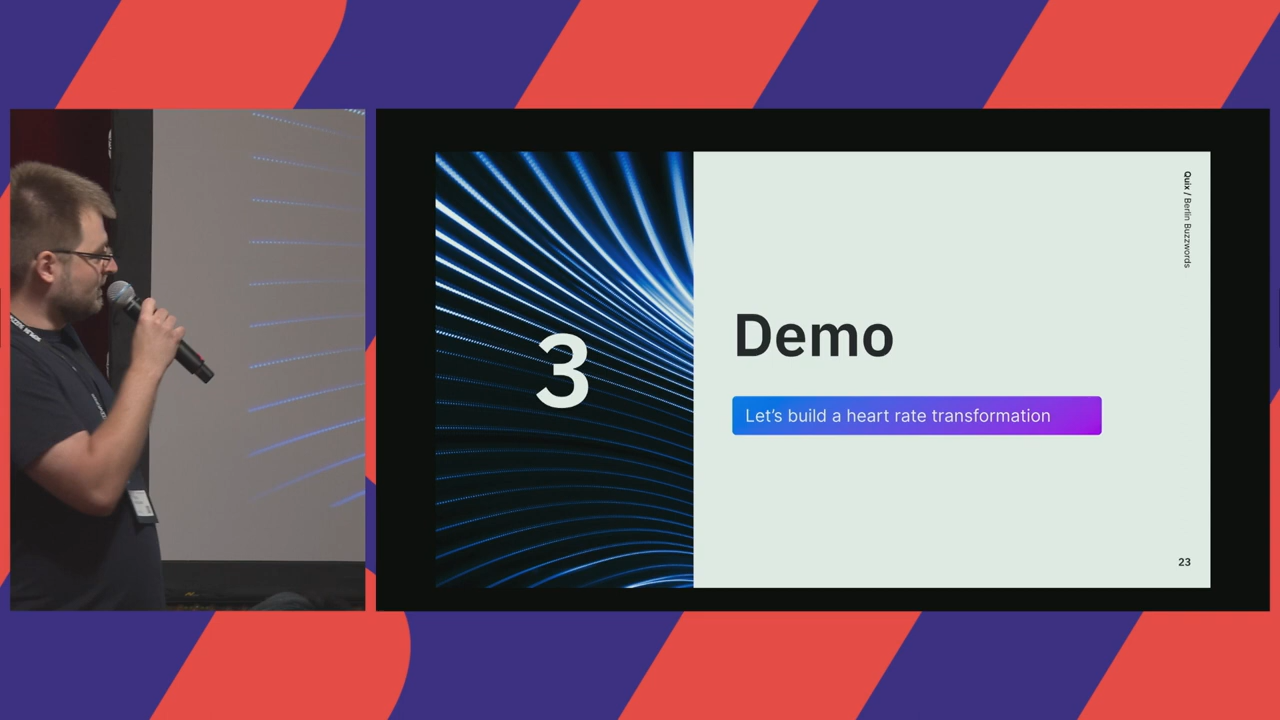 3
Demo
Let's build a heart rate transformation
Quix / Berlin Buzzwords
23